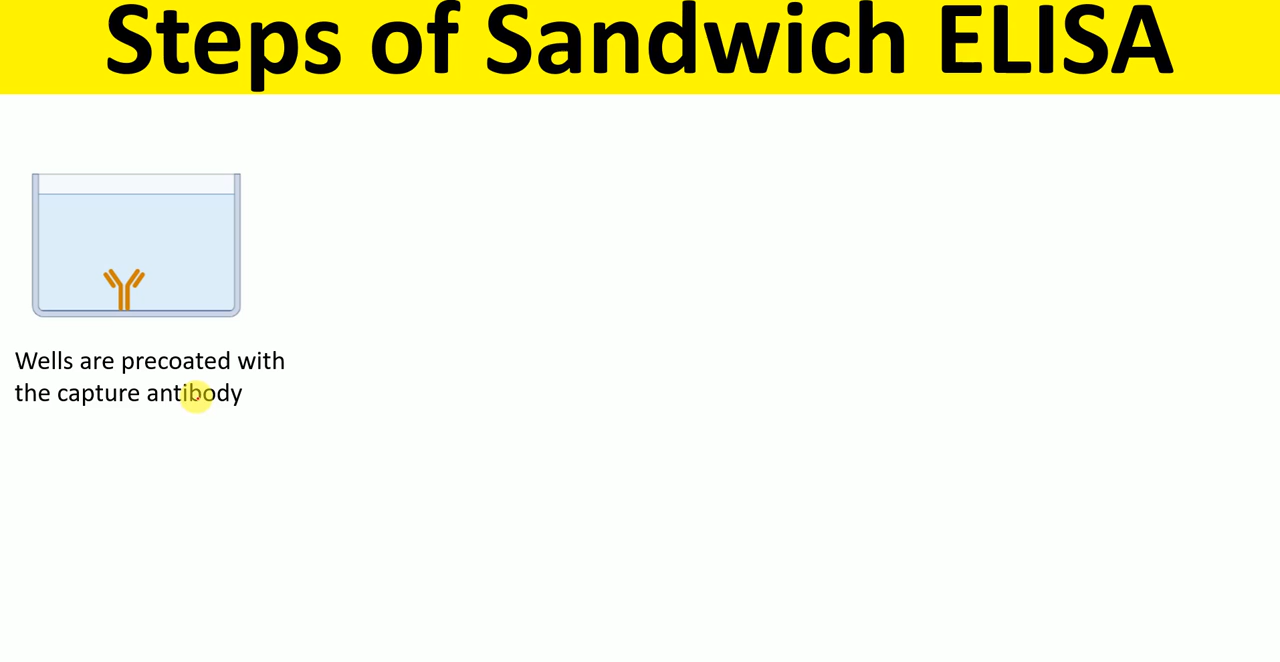 Steps of Sandwich ELISA
Wells are precoated with
the capture antibody